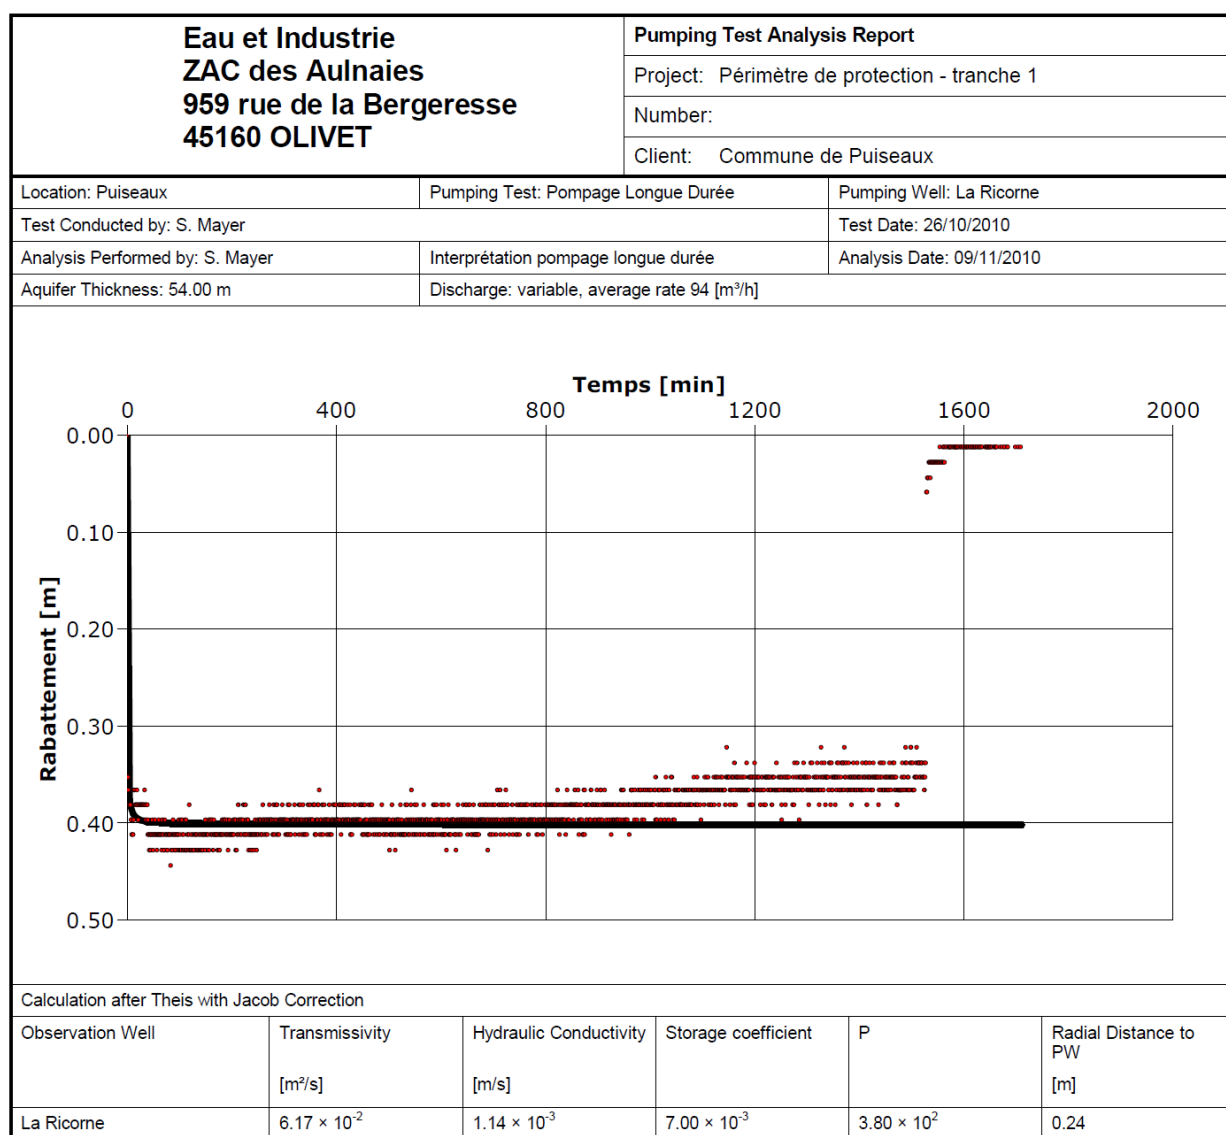 Eau et Industrie
ZAC des Aulnaies
959 rue de la Bergeresse
45160 OLIVET
Pumping Test Analysis Report
Project: Périmètre de protection - tranche 1
Number:
Client: Commune de Puiseaux
Location: Puiseaux
Pumping Test: Pompage Longue Durée
Pumping Well: La Ricorne
Test Conducted by: S. Mayer
Test Date: 26/10/2010
Analysis Performed by: S. Mayer
Interprétation pompage longue durée
Analysis Date: 09/11/2010
Aquifer Thickness: 54.00 m
Discharge: variable, average rate 94 [m³/h]
Temps [min]
0 400 800 1200 1600 2000
0.00
0.10
0.20
0.30
0.40
0.50
Rabattement [m]
Calculation after Theis with Jacob Correction
Observation Well
Transmissivity
[m²/s]
Hydraulic Conductivity
[m/s]
Storage coefficient
P
Radial Distance to
PW
[m]
La Ricorne
6.17 × 10⁻²
1.14 × 10⁻³
7.00 × 10⁻³
3.80 × 10²
0.24